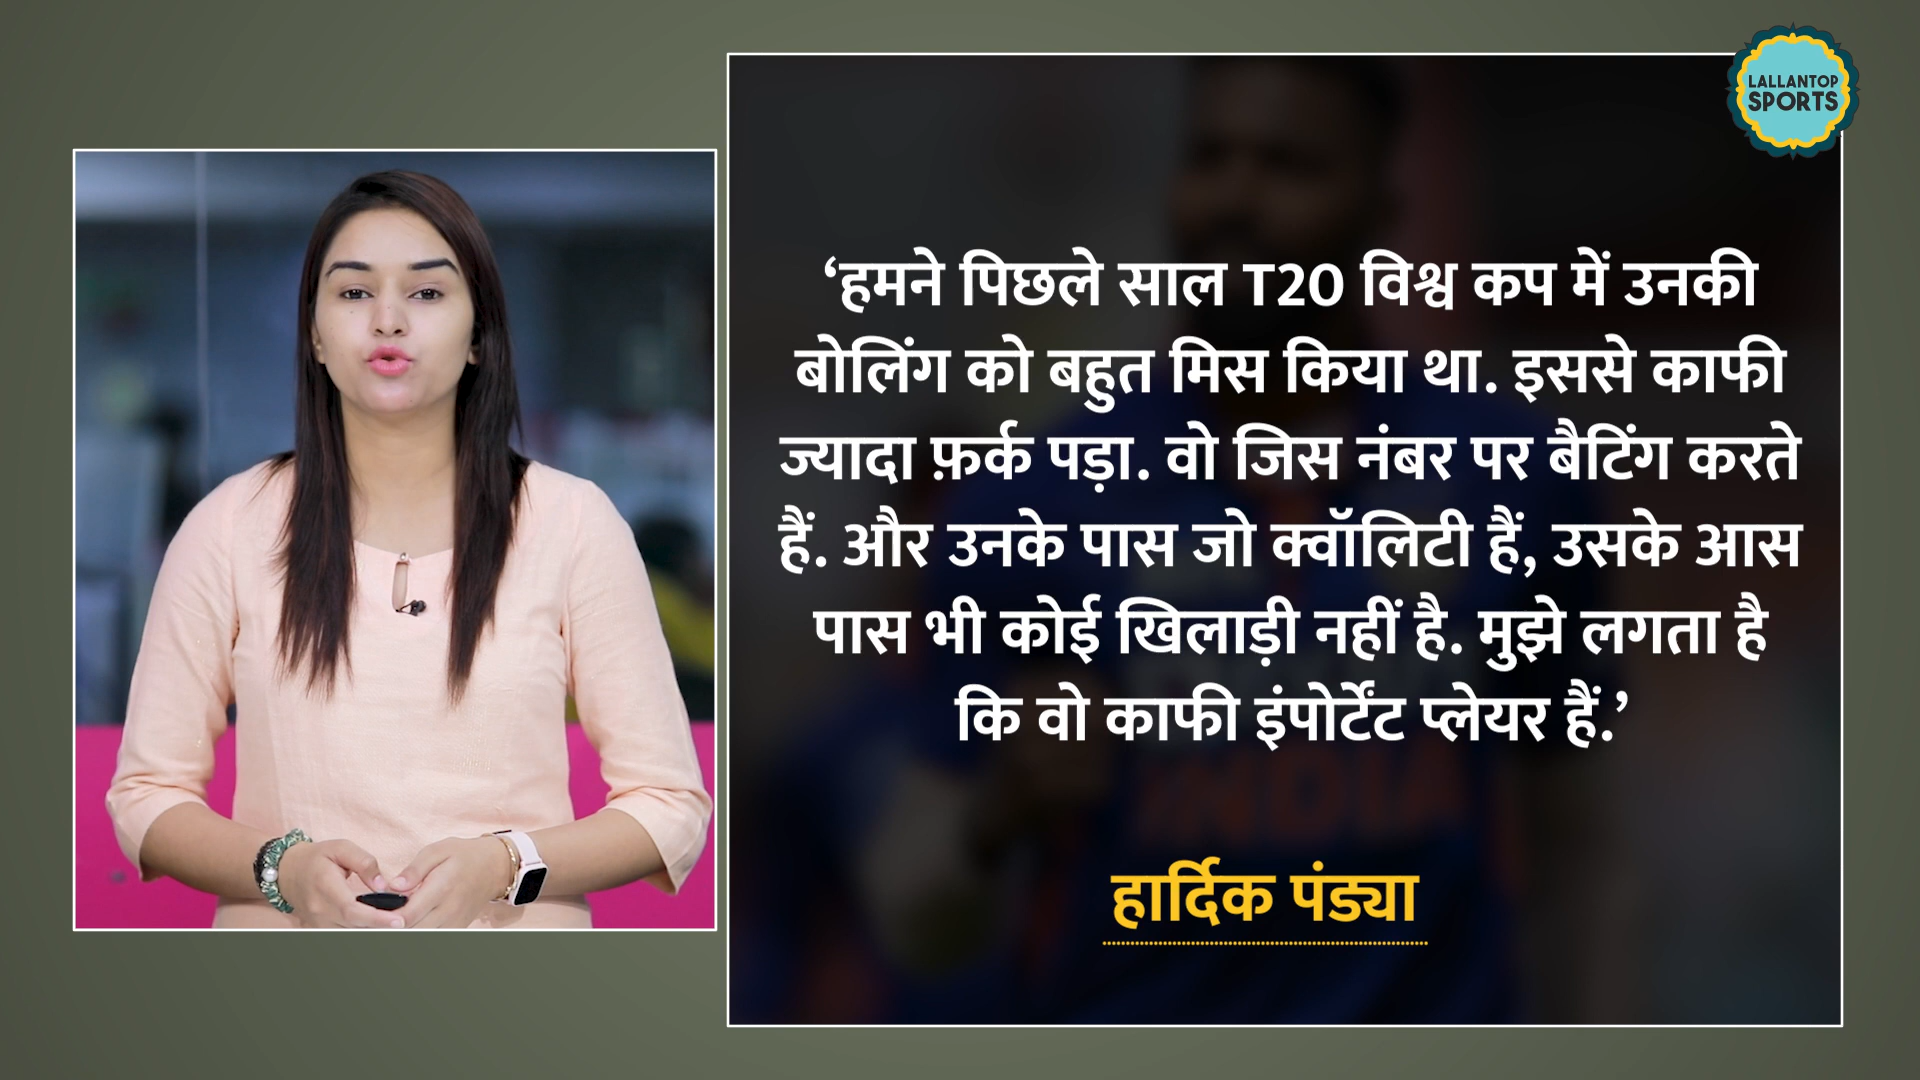 LALLANTOP
SPORTS
‘हमने पिछले साल T20 विश्व कप में उनकी
बोलिंग को बहुत मिस किया था. इससे काफी
ज्यादा फ़र्क पड़ा. वो जिस नंबर पर बैटिंग करते
हैं. और उनके पास जो क्वॉलिटी हैं, उसके आस
पास भी कोई खिलाड़ी नहीं है. मुझे लगता है
कि वो काफी इंपोर्टेंट प्लेयर हैं.’
हार्दिक पंड्या
INDIA